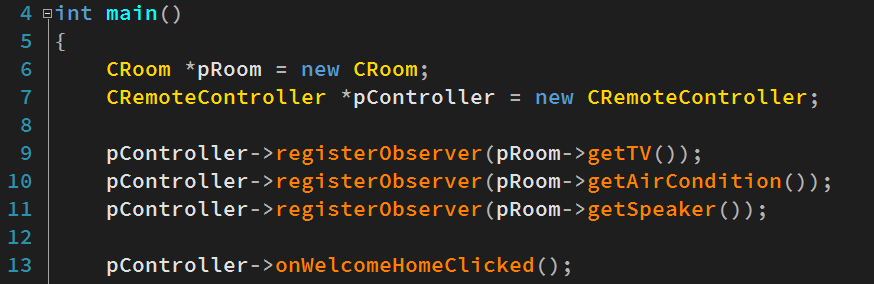 4 int main()
5 {
6 CRoom *pRoom = new CRoom;
7 CRemoteController *pController = new CRemoteController;
8
9 pController->registerObserver(pRoom->getTV());
10 pController->registerObserver(pRoom->getAirCondition());
11 pController->registerObserver(pRoom->getSpeaker());
12
13 pController->onWelcomeHomeClicked();